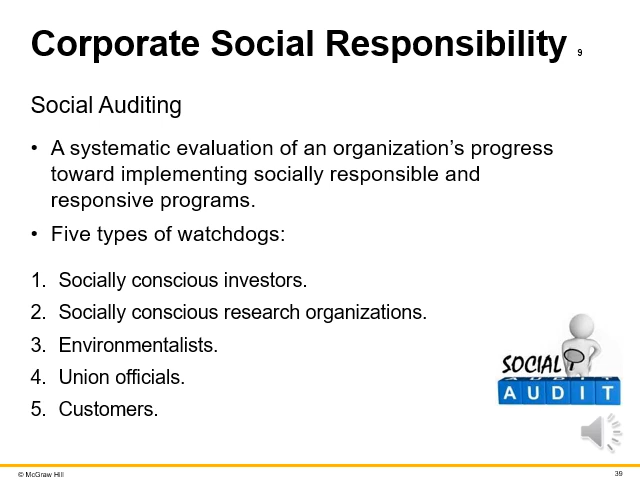 Corporate Social Responsibility 9
Social Auditing
• A systematic evaluation of an organization’s progress
toward implementing socially responsible and
responsive programs.
• Five types of watchdogs:
1. Socially conscious investors.
2. Socially conscious research organizations.
3. Environmentalists.
4. Union officials.
5. Customers.
SOCIAL
AUDIT
© McGraw Hill
39